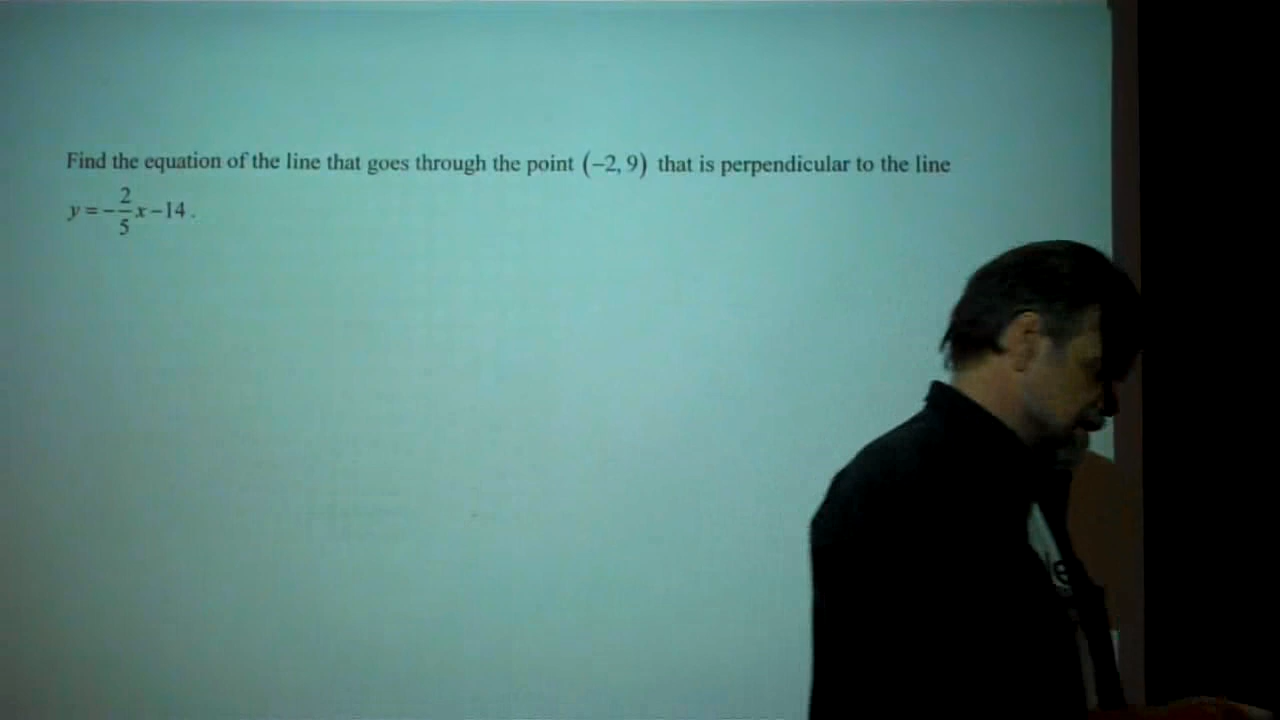 Find the equation of the line that goes through the point (−2, 9) that is perpendicular to the line
y = −2/5 x − 14 .